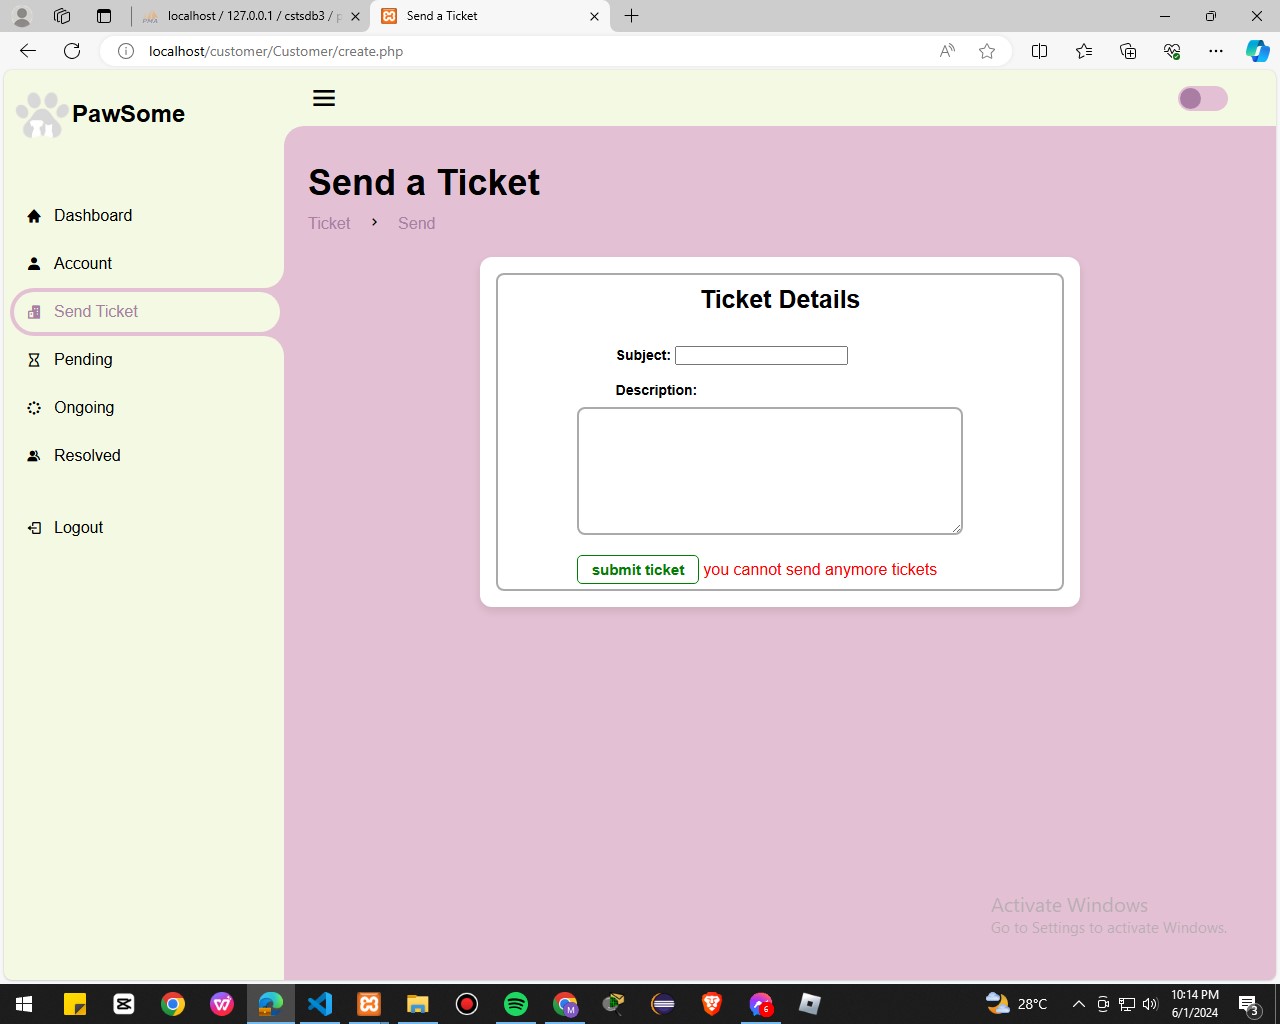 localhost / 127.0.0.1 / cstsdb3 /
Send a Ticket
localhost/customer/Customer/create.php
PawSome
Dashboard
Account
Send Ticket
Pending
Ongoing
Resolved
Logout
Send a Ticket
Ticket > Send
Ticket Details
Subject:
Description:
submit ticket you cannot send anymore tickets
Activate Windows
Go to Settings to activate Windows.
28°C
10:14 PM
6/1/2024
M
6
3